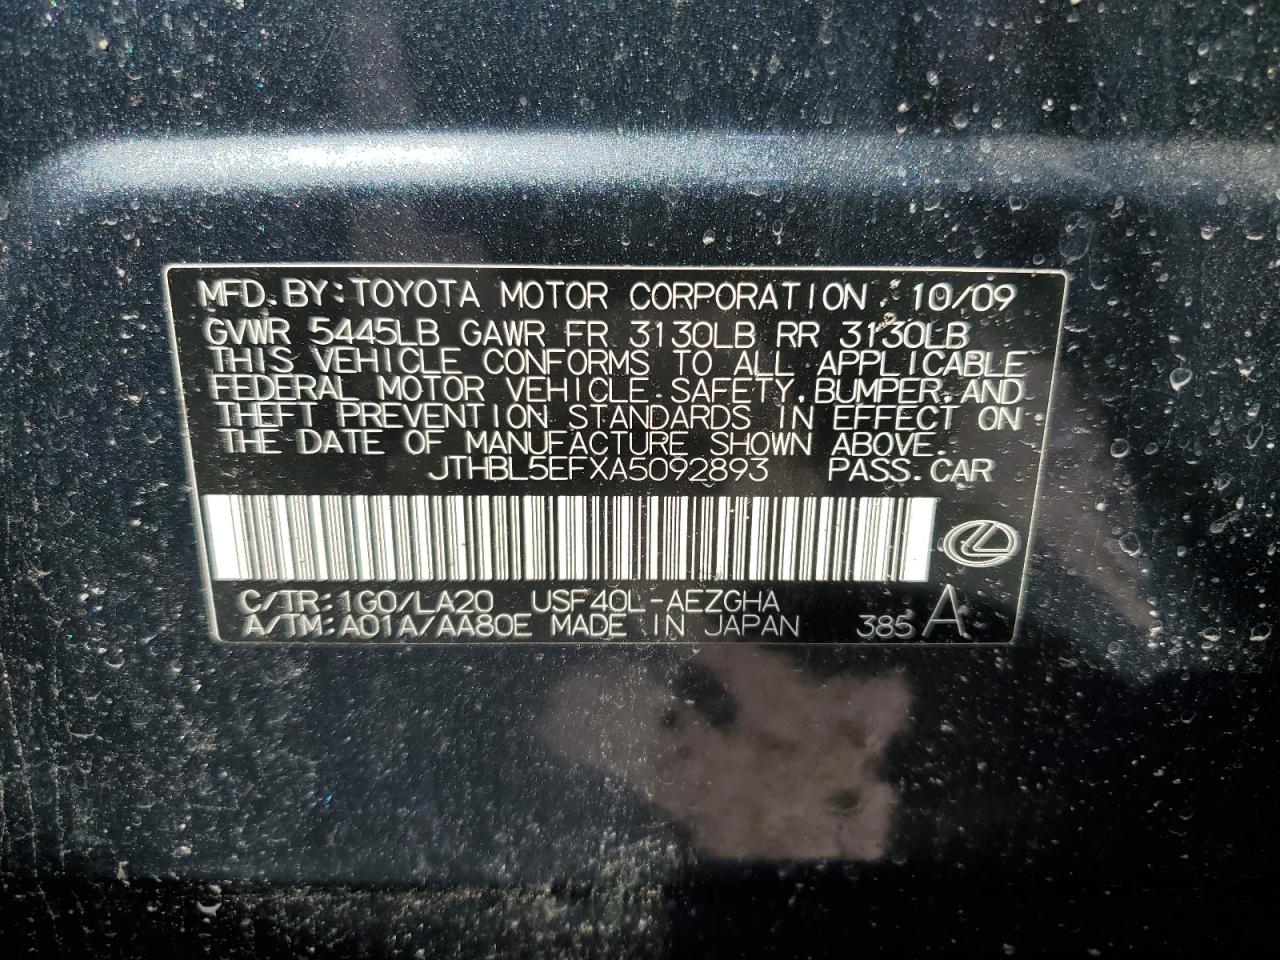 MFD. BY: TOYOTA MOTOR CORPORATION 10/09
GVWR 5445LB GAWR FR 3130LB RR 3130LB
THIS VEHICLE CONFORMS TO ALL APPLICABLE
FEDERAL MOTOR VEHICLE SAFETY, BUMPER, AND
THEFT PREVENTION STANDARDS IN EFFECT ON
THE DATE OF MANUFACTURE SHOWN ABOVE.
JTHBL5EFXA5092893 PASS. CAR
C/TR: 1G0/LA20 USF40L-AEZGHA
A/TM: A01A/AA80E MADE IN JAPAN 385 A